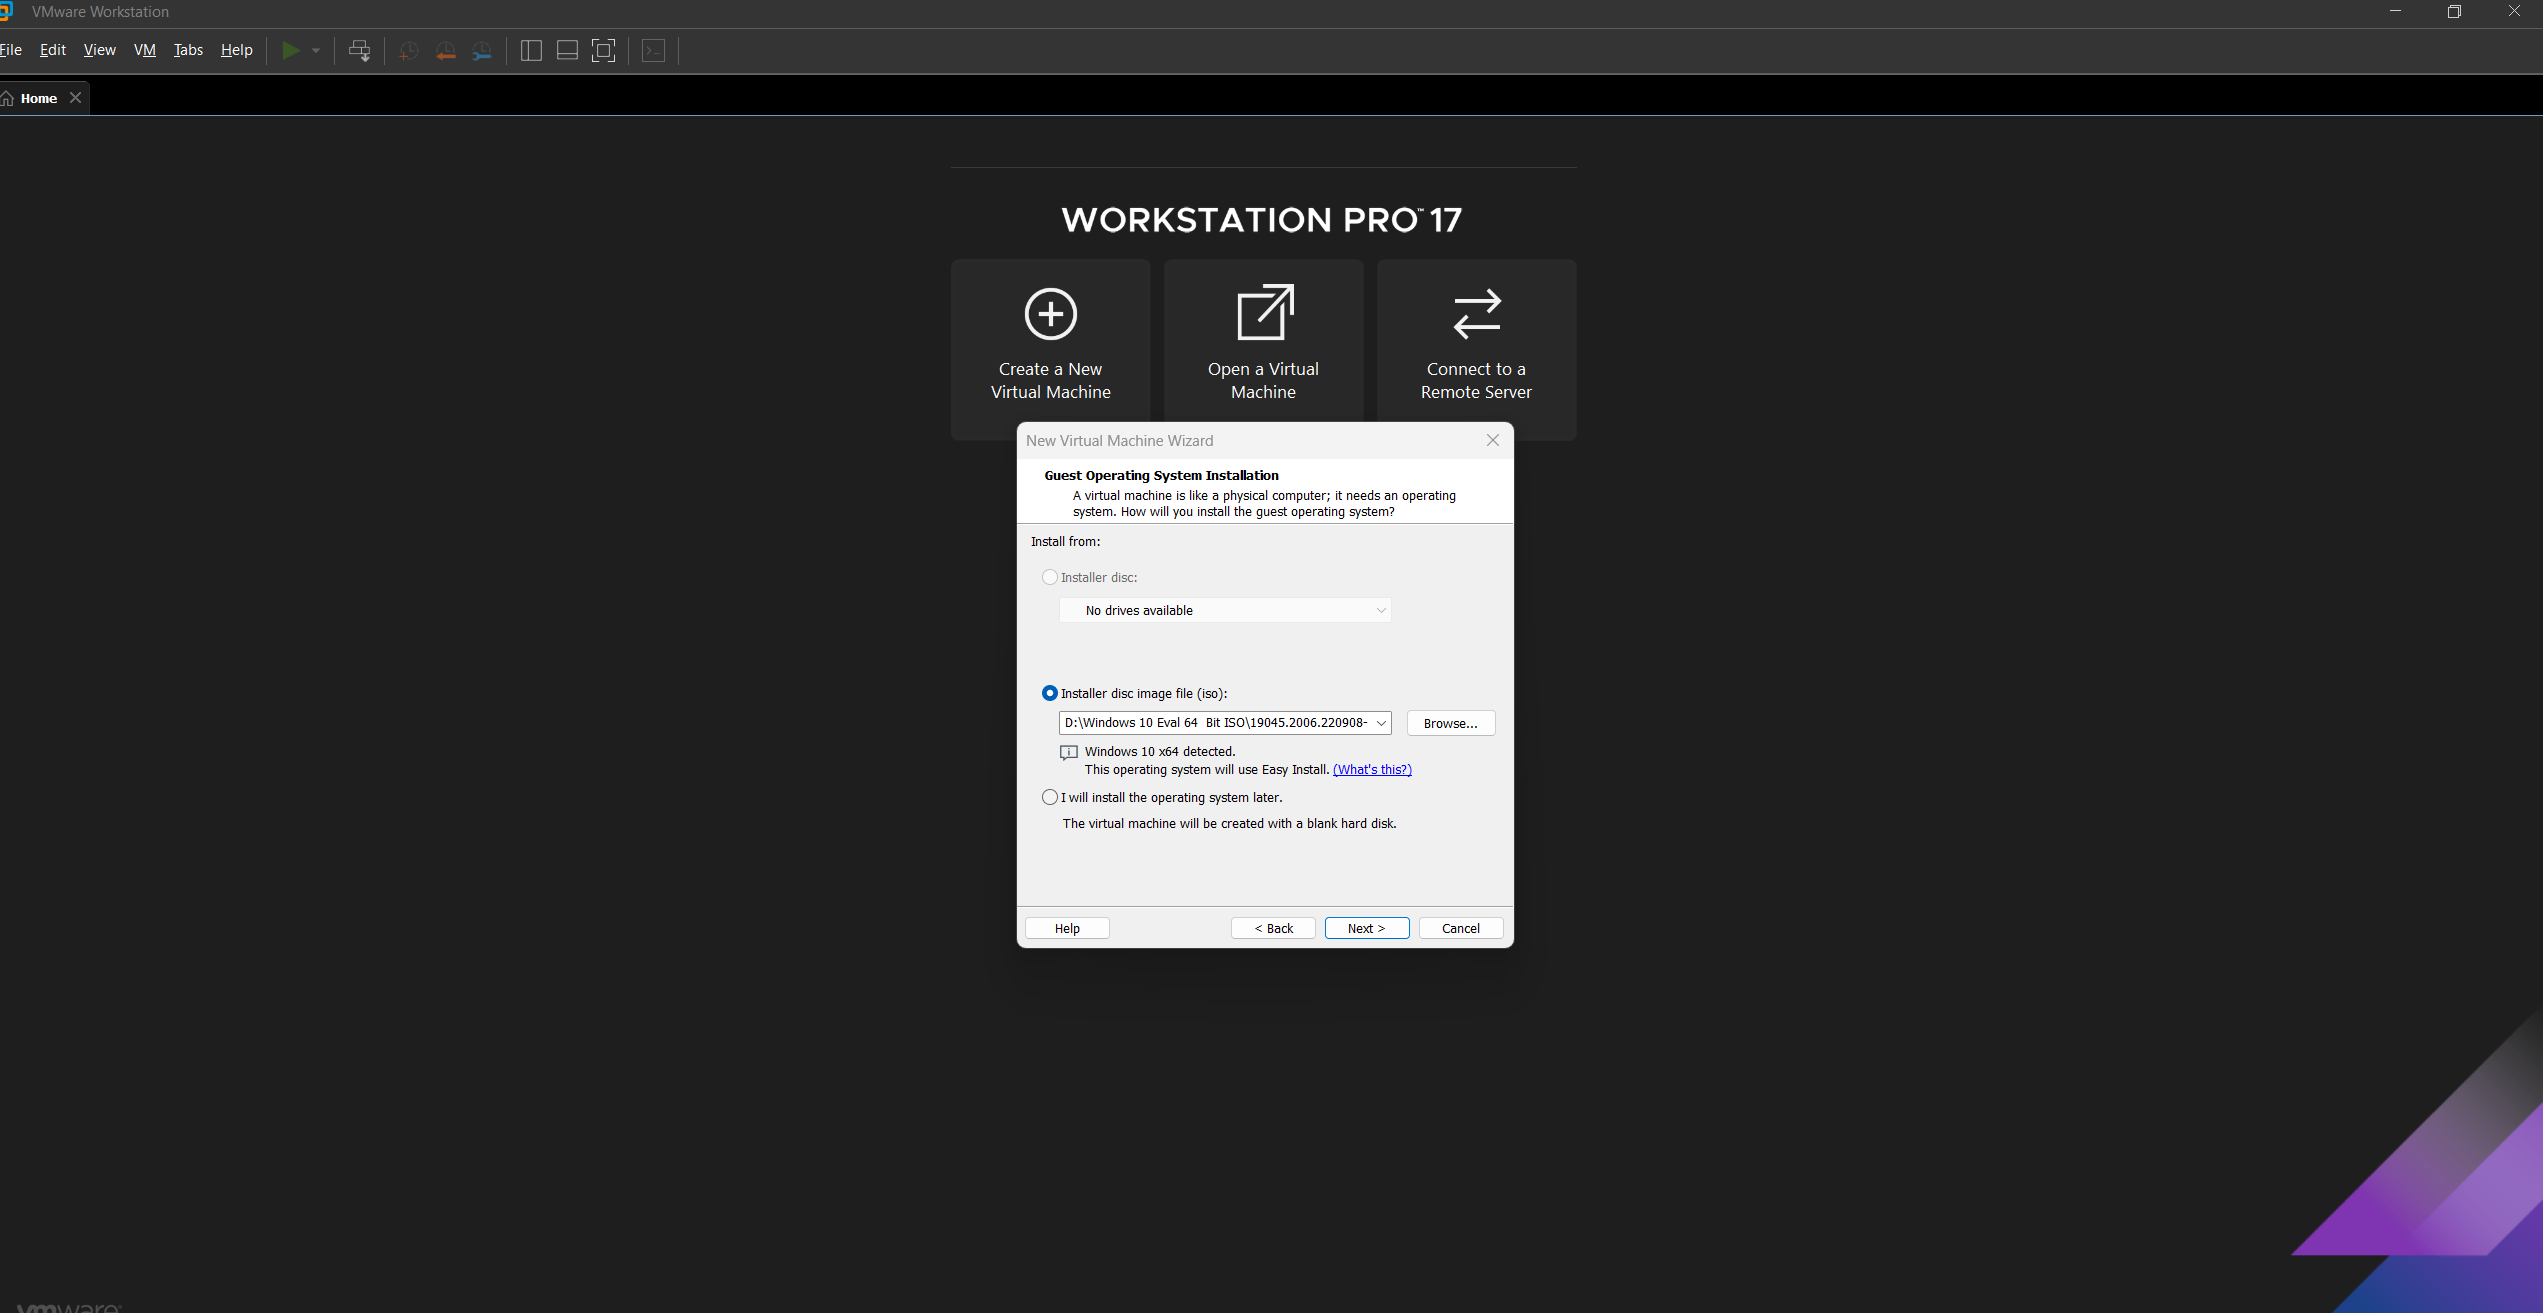 VMware Workstation
File Edit View VM Tabs Help
Home
WORKSTATION PRO™ 17
Create a New
Virtual Machine
Open a Virtual
Machine
Connect to a
Remote Server
New Virtual Machine Wizard
Guest Operating System Installation
A virtual machine is like a physical computer; it needs an operating
system. How will you install the guest operating system?
Install from:
Installer disc:
No drives available
Installer disc image file (iso):
D:\Windows 10 Eval 64  Bit ISO\19045.2006.220908-
Browse...
Windows 10 x64 detected.
This operating system will use Easy Install. (What's this?)
I will install the operating system later.
The virtual machine will be created with a blank hard disk.
Help
< Back
Next >
Cancel
vmware